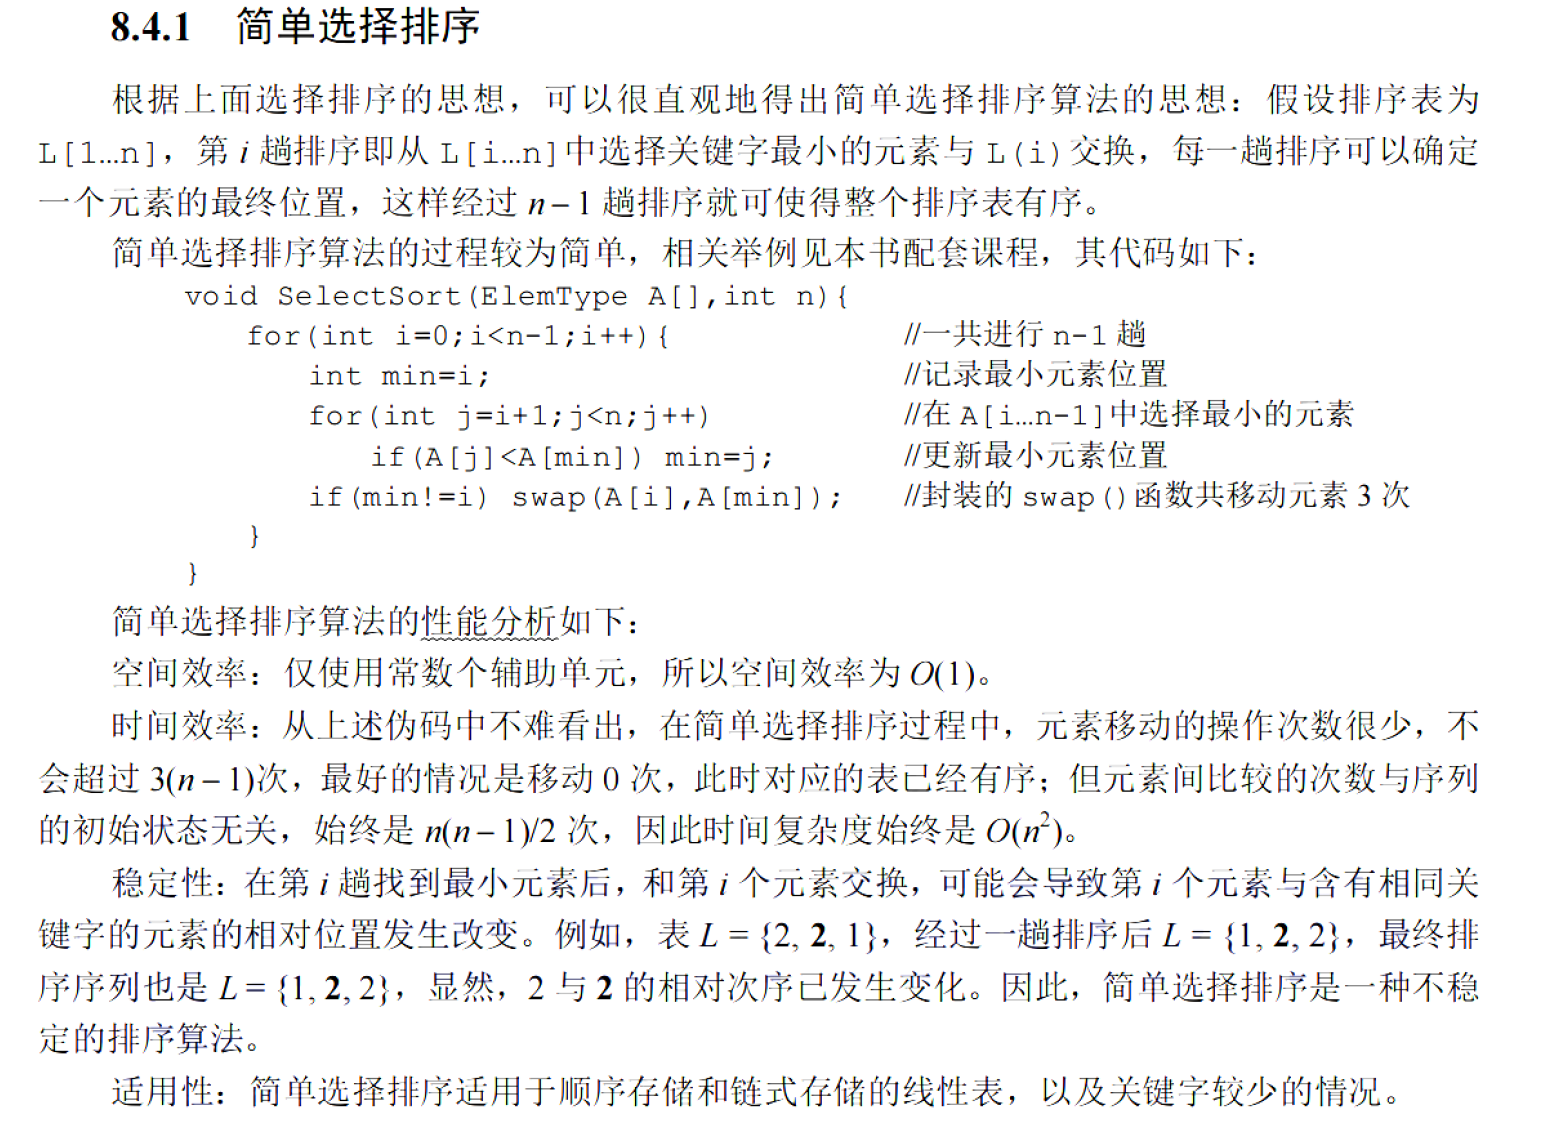 8.4.1 简单选择排序
根据上面选择排序的思想，可以很直观地得出简单选择排序算法的思想：假设排序表为
L[1…n]，第 i 趟排序即从 L[i…n]中选择关键字最小的元素与 L(i)交换，每一趟排序可以确定
一个元素的最终位置，这样经过 n – 1 趟排序就可使得整个排序表有序。
简单选择排序算法的过程较为简单，相关举例见本书配套课程，其代码如下：
void SelectSort(ElemType A[],int n){
for(int i=0;i<n-1;i++){ //一共进行 n-1 趟
int min=i; //记录最小元素位置
for(int j=i+1;j<n;j++) //在 A[i…n-1]中选择最小的元素
if(A[j]<A[min]) min=j; //更新最小元素位置
if(min!=i) swap(A[i],A[min]); //封装的 swap()函数共移动元素 3 次
}
}
简单选择排序算法的性能分析如下：
空间效率：仅使用常数个辅助单元，所以空间效率为 O(1)。
时间效率：从上述伪码中不难看出，在简单选择排序过程中，元素移动的操作次数很少，不
会超过 3(n – 1)次，最好的情况是移动 0 次，此时对应的表已经有序；但元素间比较的次数与序列
的初始状态无关，始终是 n(n – 1)/2 次，因此时间复杂度始终是 O(n²)。
稳定性：在第 i 趟找到最小元素后，和第 i 个元素交换，可能会导致第 i 个元素与含有相同关
键字的元素的相对位置发生改变。例如，表 L = {2, 2, 1}，经过一趟排序后 L = {1, 2, 2}，最终排
序序列也是 L = {1, 2, 2}，显然，2 与 2 的相对次序已发生变化。因此，简单选择排序是一种不稳
定的排序算法。
适用性：简单选择排序适用于顺序存储和链式存储的线性表，以及关键字较少的情况。